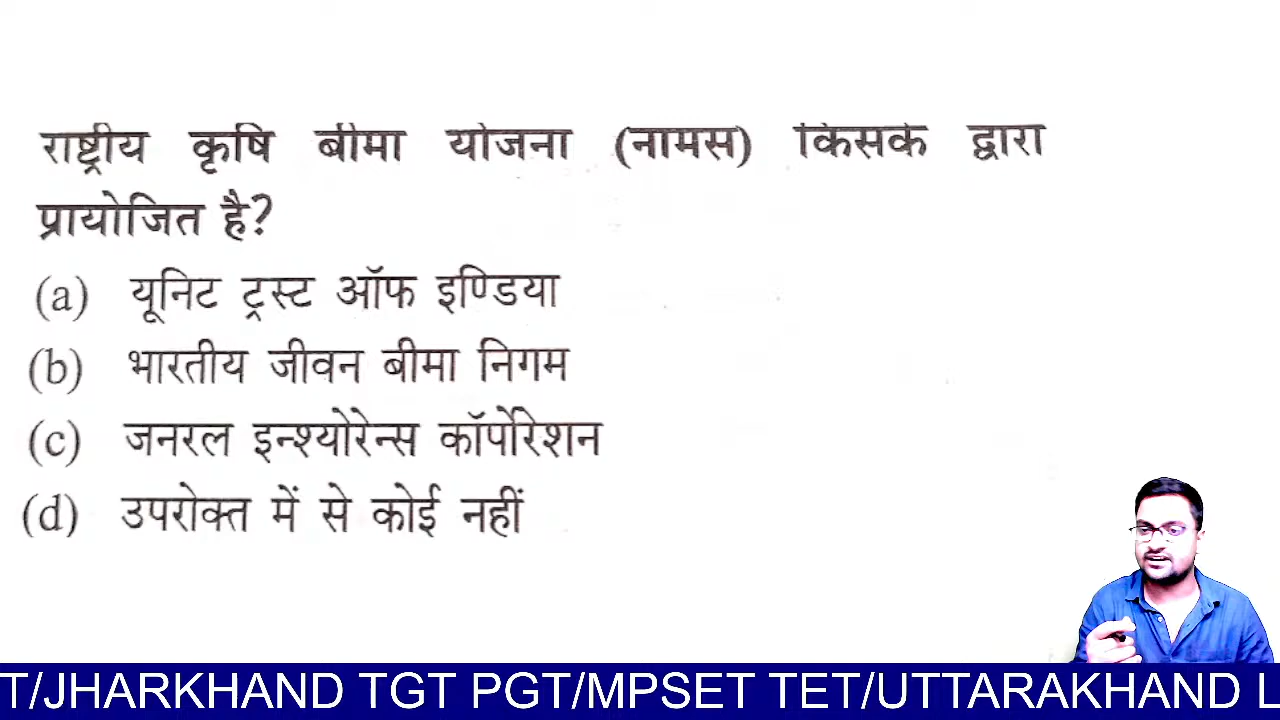 राष्ट्रीय कृषि बीमा योजना (नामस) किसके द्वारा
प्रायोजित है?
(a) यूनिट ट्रस्ट ऑफ इण्डिया
(b) भारतीय जीवन बीमा निगम
(c) जनरल इन्श्योरेन्स कॉर्पोरेशन
(d) उपरोक्त में से कोई नहीं
T/JHARKHAND TGT PGT/MPSET TET/UTTARAKHAND L